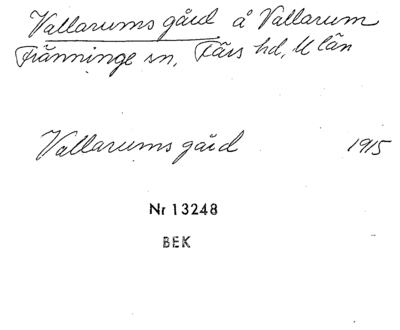 Vallarums gård å Vallarum
Fränninge sn, Färs hd, M län
Vallarums gård 1915
Nr 13248
BEK